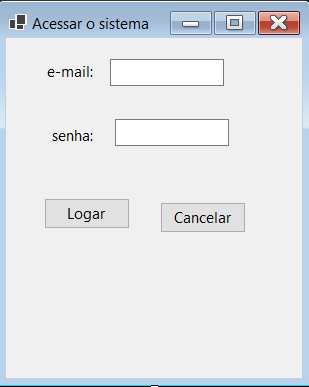 Acessar o sistema
e-mail:
senha:
Logar
Cancelar